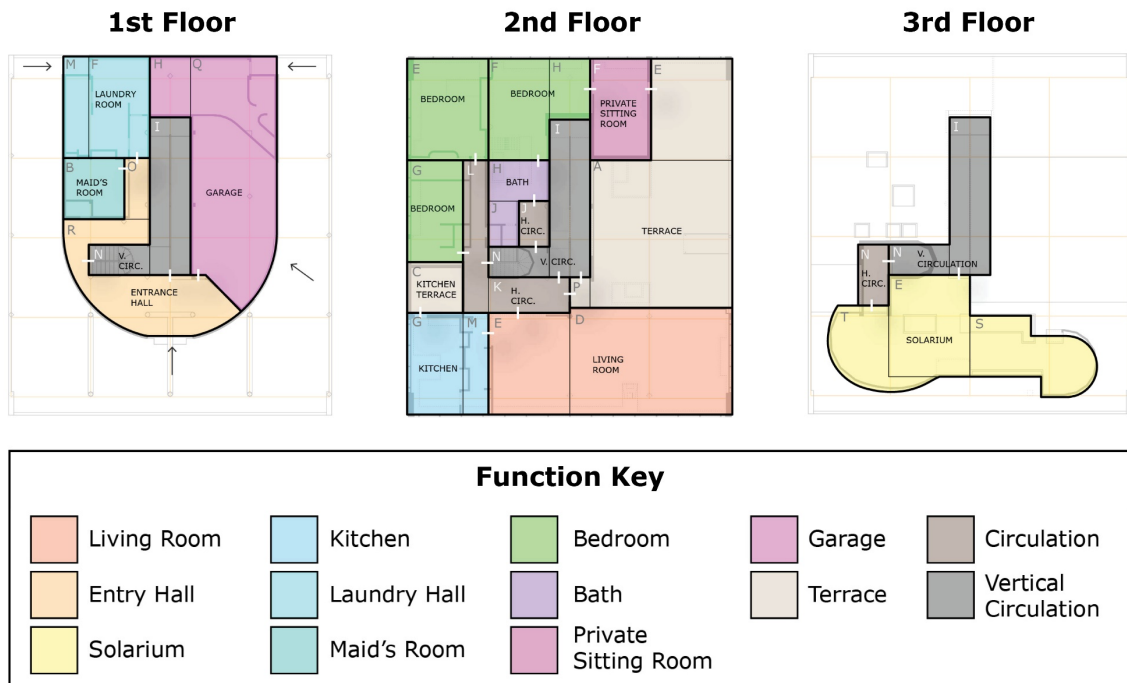 1st Floor
2nd Floor
3rd Floor
M
F
H
Q
LAUNDRY
ROOM
I
B
O
MAID'S
ROOM
GARAGE
R
N
V.
CIRC.
ENTRANCE
HALL
E
F
H
F
E
BEDROOM
BEDROOM
PRIVATE
SITTING
ROOM
I
G
L
H
A
BATH
BEDROOM
J
J
H.
CIRC.
TERRACE
N
V. CIRC.
C
KITCHEN
TERRACE
K
H.
CIRC.
P
G
M
E
D
KITCHEN
LIVING
ROOM
I
N
N
V.
CIRCULATION
H.
CIRC.
E
T
S
SOLARIUM
Function Key
Living Room
Kitchen
Bedroom
Garage
Circulation
Entry Hall
Laundry Hall
Bath
Terrace
Vertical
Circulation
Solarium
Maid's Room
Private
Sitting Room